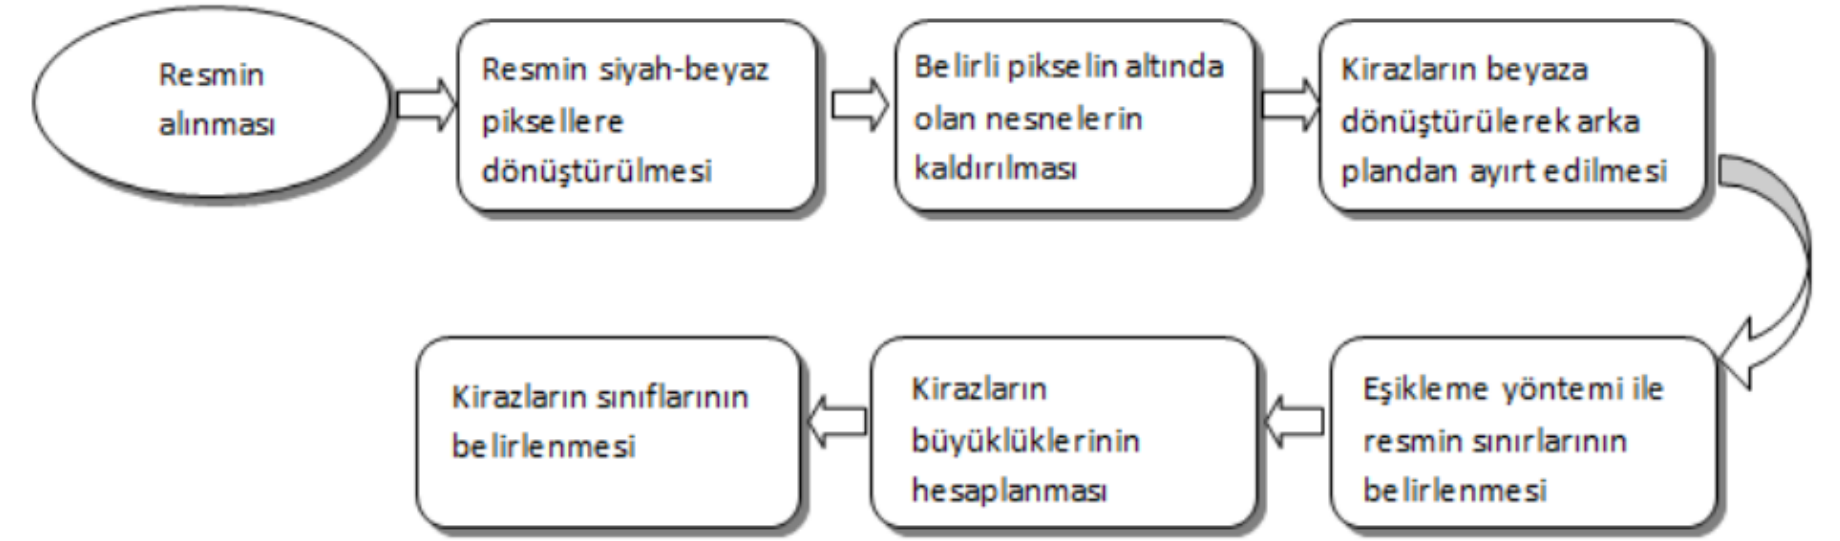 Resmin
alınması
Resmin siyah-beyaz
piksellere
dönüştürülmesi
Belirli pikselin altında
olan nesnelerin
kaldırılması
Kirazların beyaza
dönüştürülerek arka
plandan ayırt edilmesi
Eşikleme yöntemi ile
resmin sınırlarının
belirlenmesi
Kirazların
büyüklüklerinin
hesaplanması
Kirazların sınıflarının
belirlenmesi